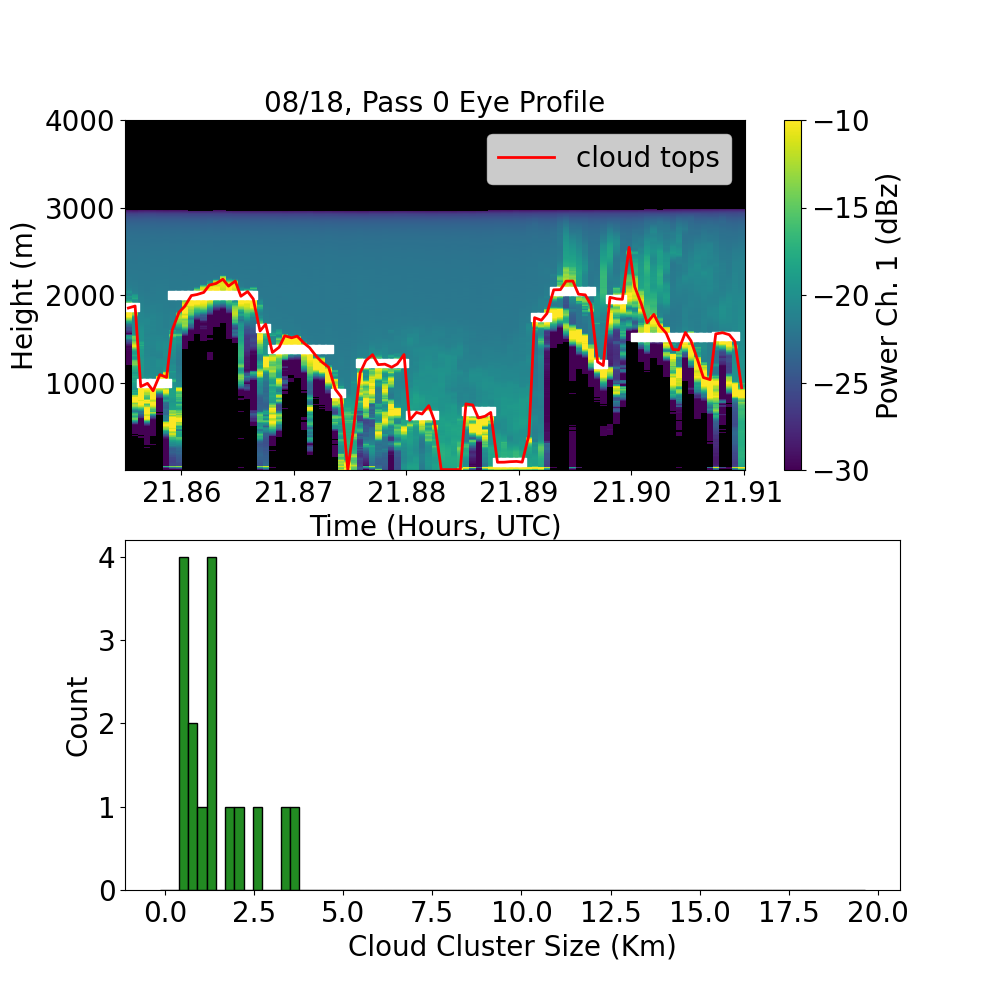 08/18, Pass 0 Eye Profile
cloud tops
4000
3000
2000
1000
Height (m)
21.86 21.87 21.88 21.89 21.90 21.91
Time (Hours, UTC)
−10
−15
−20
−25
−30
Power Ch. 1 (dBz)
4
3
2
1
0
Count
0.0 2.5 5.0 7.5 10.0 12.5 15.0 17.5 20.0
Cloud Cluster Size (Km)